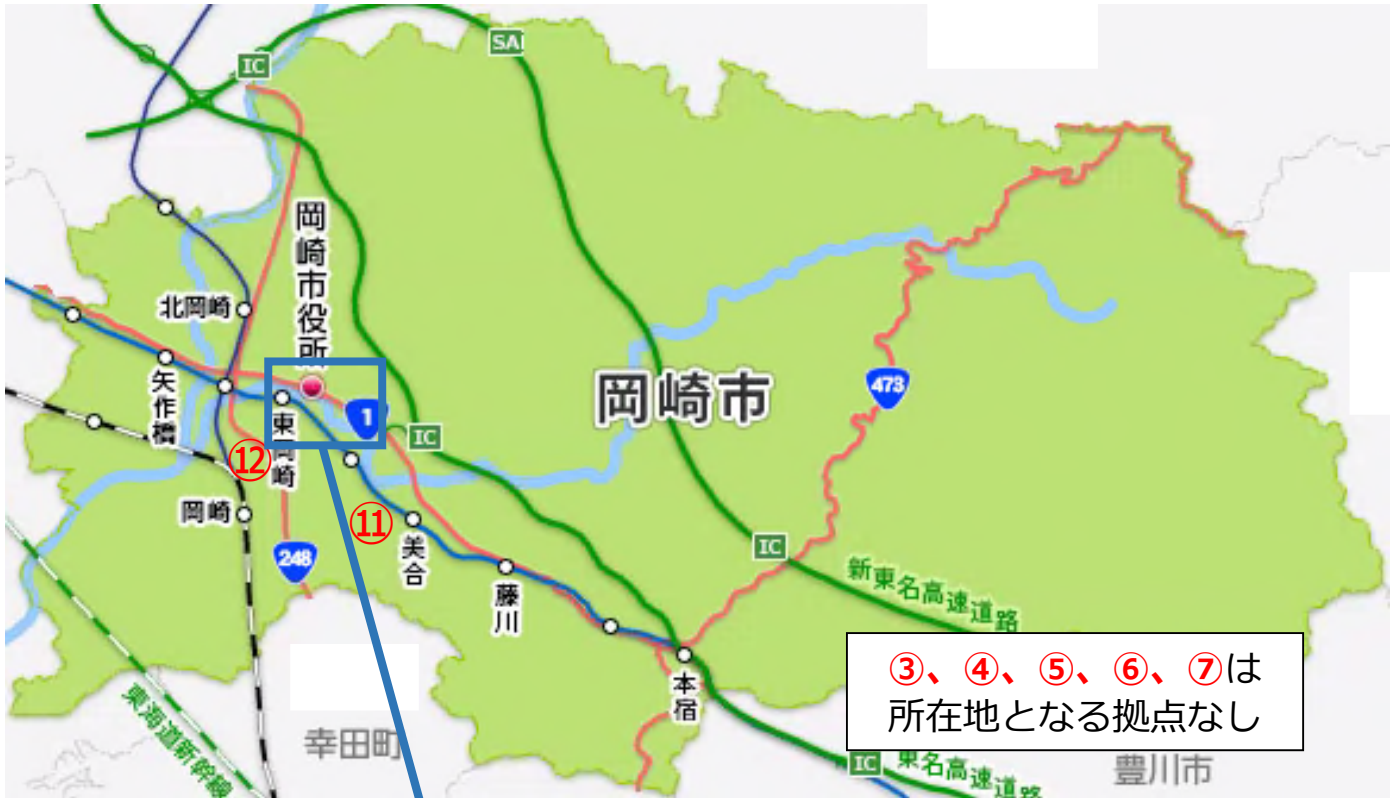 SA
IC
岡崎市役所
北岡崎
岡崎市
473
矢作橋
1
東岡崎
IC
⑫
岡崎
⑪
美合
248
IC
藤川
新東名高速道路
③、④、⑤、⑥、⑦は
所在地となる拠点なし
本宿
東海道新幹線
幸田町
IC
東名高速道路
豊川市